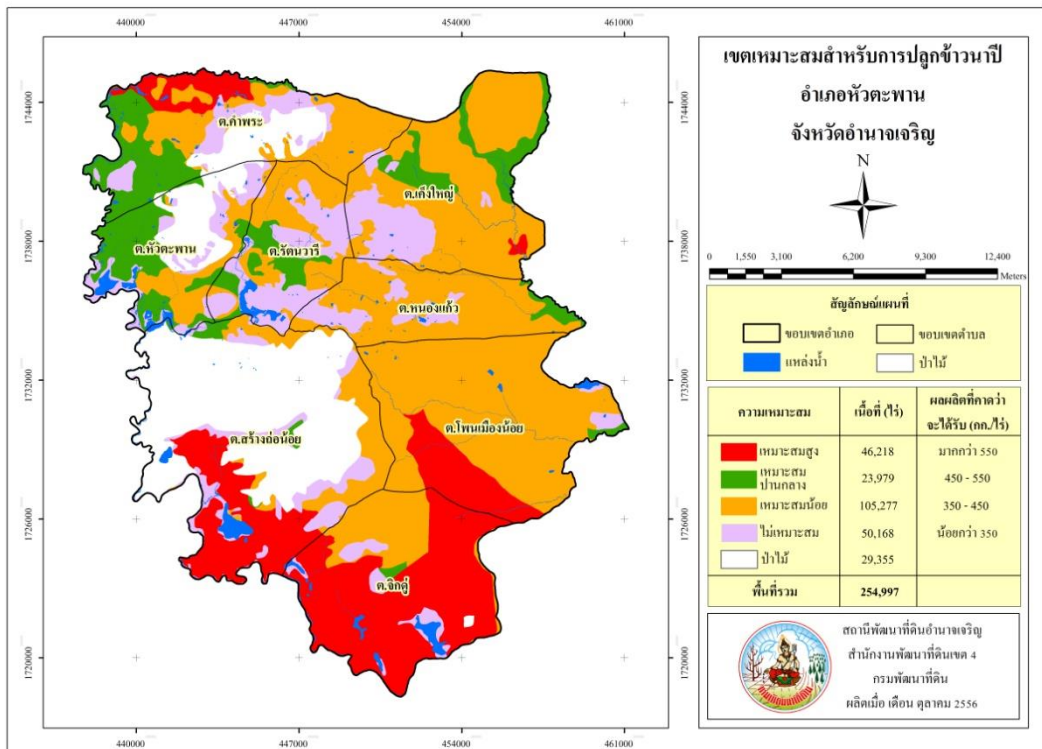 440000 447000 454000 461000
1744000 1744000
1738000 1738000
1732000 1732000
1726000 1726000
1720000 1720000
440000 447000 454000 461000
ต.คำพระ
ต.เค็งใหญ่
ต.หัวตะพาน
ต.รัตนวารี
ต.หนองแก้ว
ต.สร้างถ่อน้อย
ต.โพนเมืองน้อย
ต.จิกดู่
เขตเหมาะสมสำหรับการปลูกข้าวนาปี
อำเภอหัวตะพาน
จังหวัดอำนาจเจริญ
N
0 1,550 3,100 6,200 9,300 12,400
Meters
สัญลักษณ์แผนที่
ขอบเขตอำเภอ ขอบเขตตำบล
แหล่งน้ำ ป่าไม้
ความเหมาะสม เนื้อที่ (ไร่) ผลผลิตที่คาดว่า
จะได้รับ (กก./ไร่)
เหมาะสมสูง 46,218 มากกว่า 550
เหมาะสม
ปานกลาง 23,979 450 - 550
เหมาะสมน้อย 105,277 350 - 450
ไม่เหมาะสม 50,168 น้อยกว่า 350
ป่าไม้ 29,355
พื้นที่รวม 254,997
สถานีพัฒนาที่ดินอำนาจเจริญ
สำนักงานพัฒนาที่ดินเขต 4
กรมพัฒนาที่ดิน
ผลิตเมื่อ เดือน ตุลาคม 2556